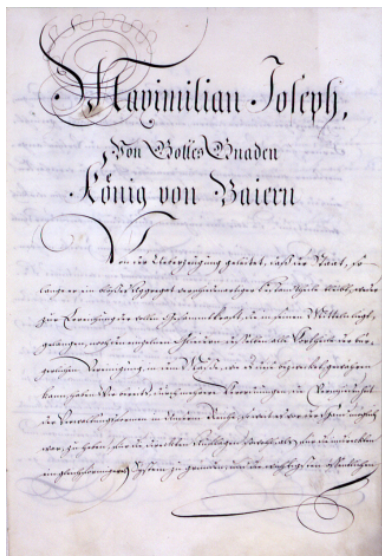 Maximilian Joseph,
Von Gottes Gnaden
König von Baiern
Von der Ueberzeugung geleitet, daß der Staat, so
lange er ein bloßes Aggregat verschiedenartiger Bestandtheile bleibt, weder
zur Erreichung der vollen Gesammtkraft, die in seinen Mitteln liegt,
gelangen, noch den einzelnen Gliedern desselben alle Vortheile der bür-
gerlichen Vereinigung, in dem Maaße, wie es diese bezwecket, gewähren
kann, haben Wir bereits durch mehrere Verordnungen die Verschiedenheit
der Verwaltungsformen in Unserm Reiche, so weit es vor der Hand möglich
war, zu heben, für die direkten Auflagen sowohl, als für die indirekten
ein gleichförmigeres System zu gründen, und die wichtigsten öffentlichen